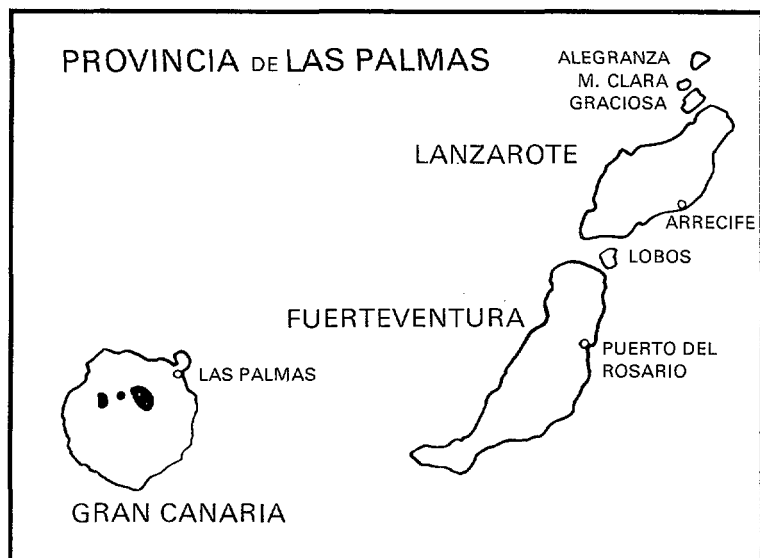 PROVINCIA DE LAS PALMAS
ALEGRANZA
M. CLARA
GRACIOSA
LANZAROTE
ARRECIFE
LOBOS
FUERTEVENTURA
PUERTO DEL
ROSARIO
LAS PALMAS
GRAN CANARIA